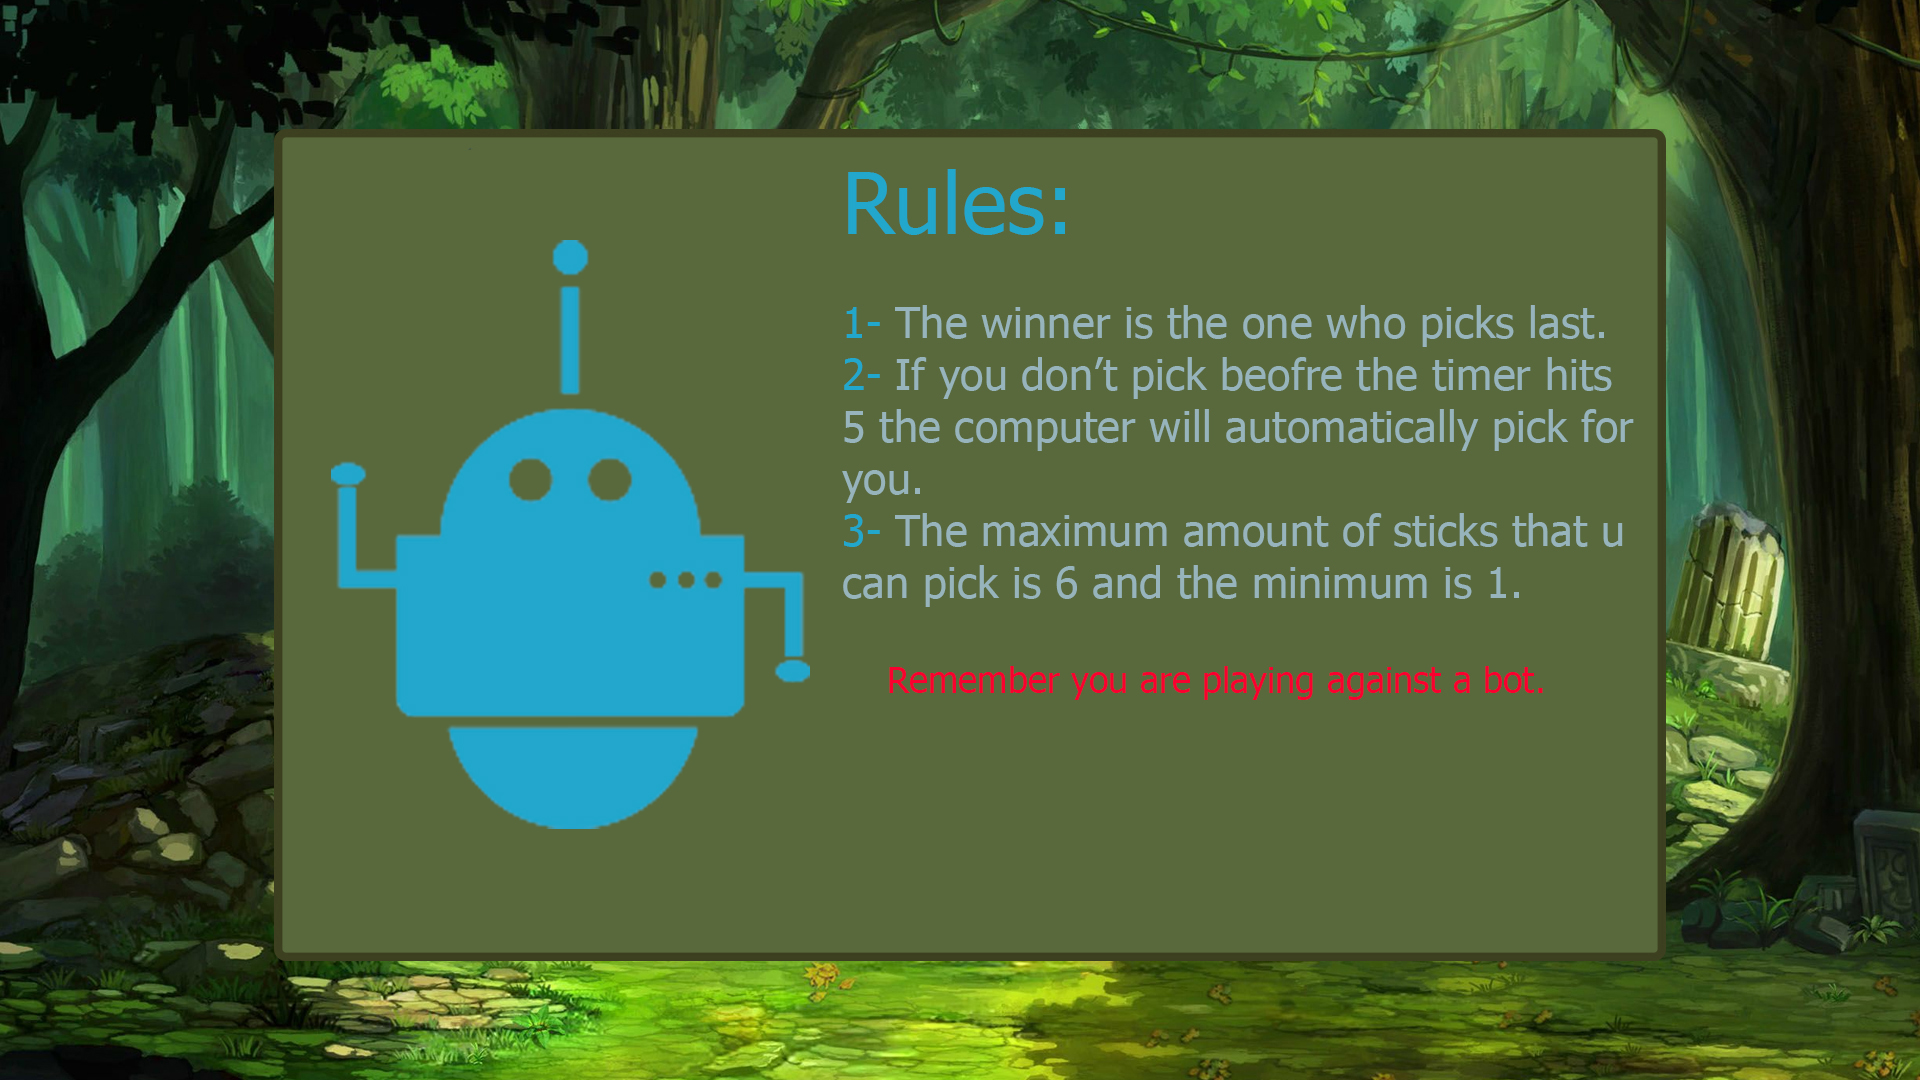 Rules:
1- The winner is the one who picks last.
2- If you don’t pick beofre the timer hits
5 the computer will automatically pick for
you.
3- The maximum amount of sticks that u
can pick is 6 and the minimum is 1.
Remember you are playing against a bot.